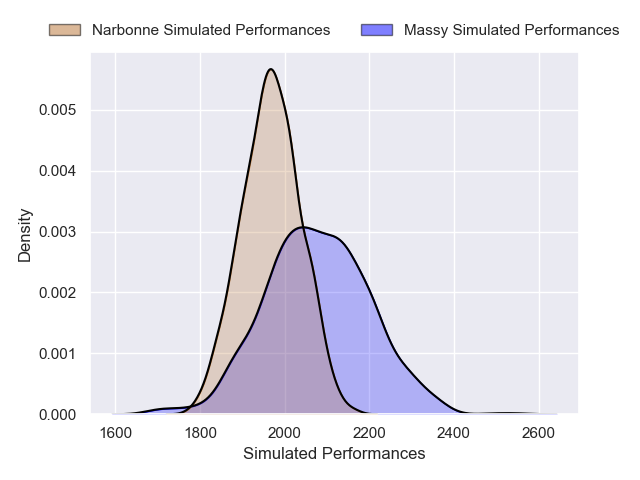 Narbonne Simulated Performances Massy Simulated Performances
0.005
0.004
0.003
0.002
0.001
0.000
Density
1600 1800 2000 2200 2400 2600
Simulated Performances